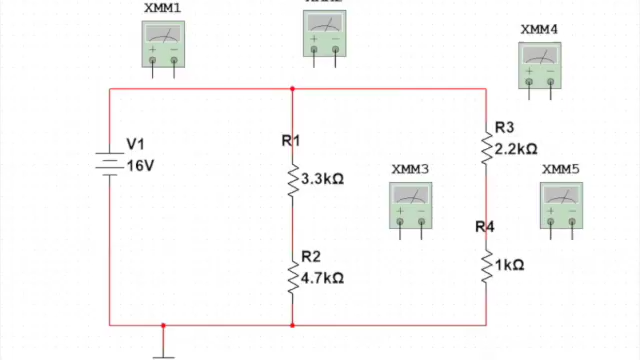 XMM1
XMM4
V1
16V
R1
3.3kΩ
R3
2.2kΩ
XMM3
XMM5
R4
1kΩ
R2
4.7kΩ